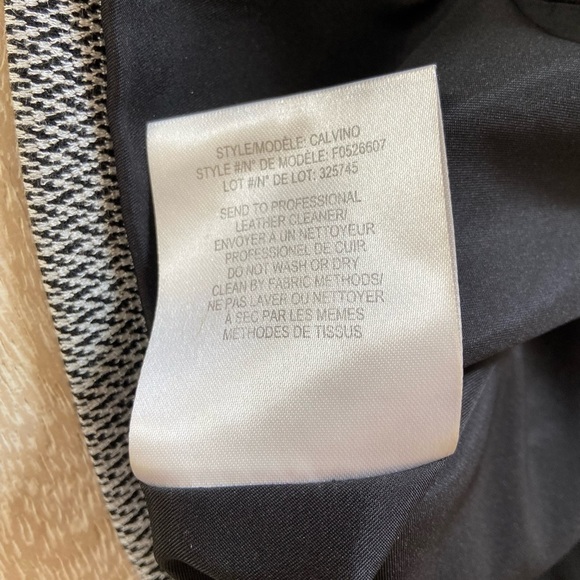 STYLE/MODÈLE: CALVINO
STYLE #/N° DE MODÈLE: F0526607
LOT #/N° DE LOT: 325745
SEND TO PROFESSIONAL
LEATHER CLEANER/
ENVOYER À UN NETTOYEUR
PROFESSIONEL DE CUIR
DO NOT WASH OR DRY
CLEAN BY FABRIC METHODS/
NE PAS LAVER OU NETTOYER
À SEC PAR LES MEMES
MÉTHODES DE TISSUS